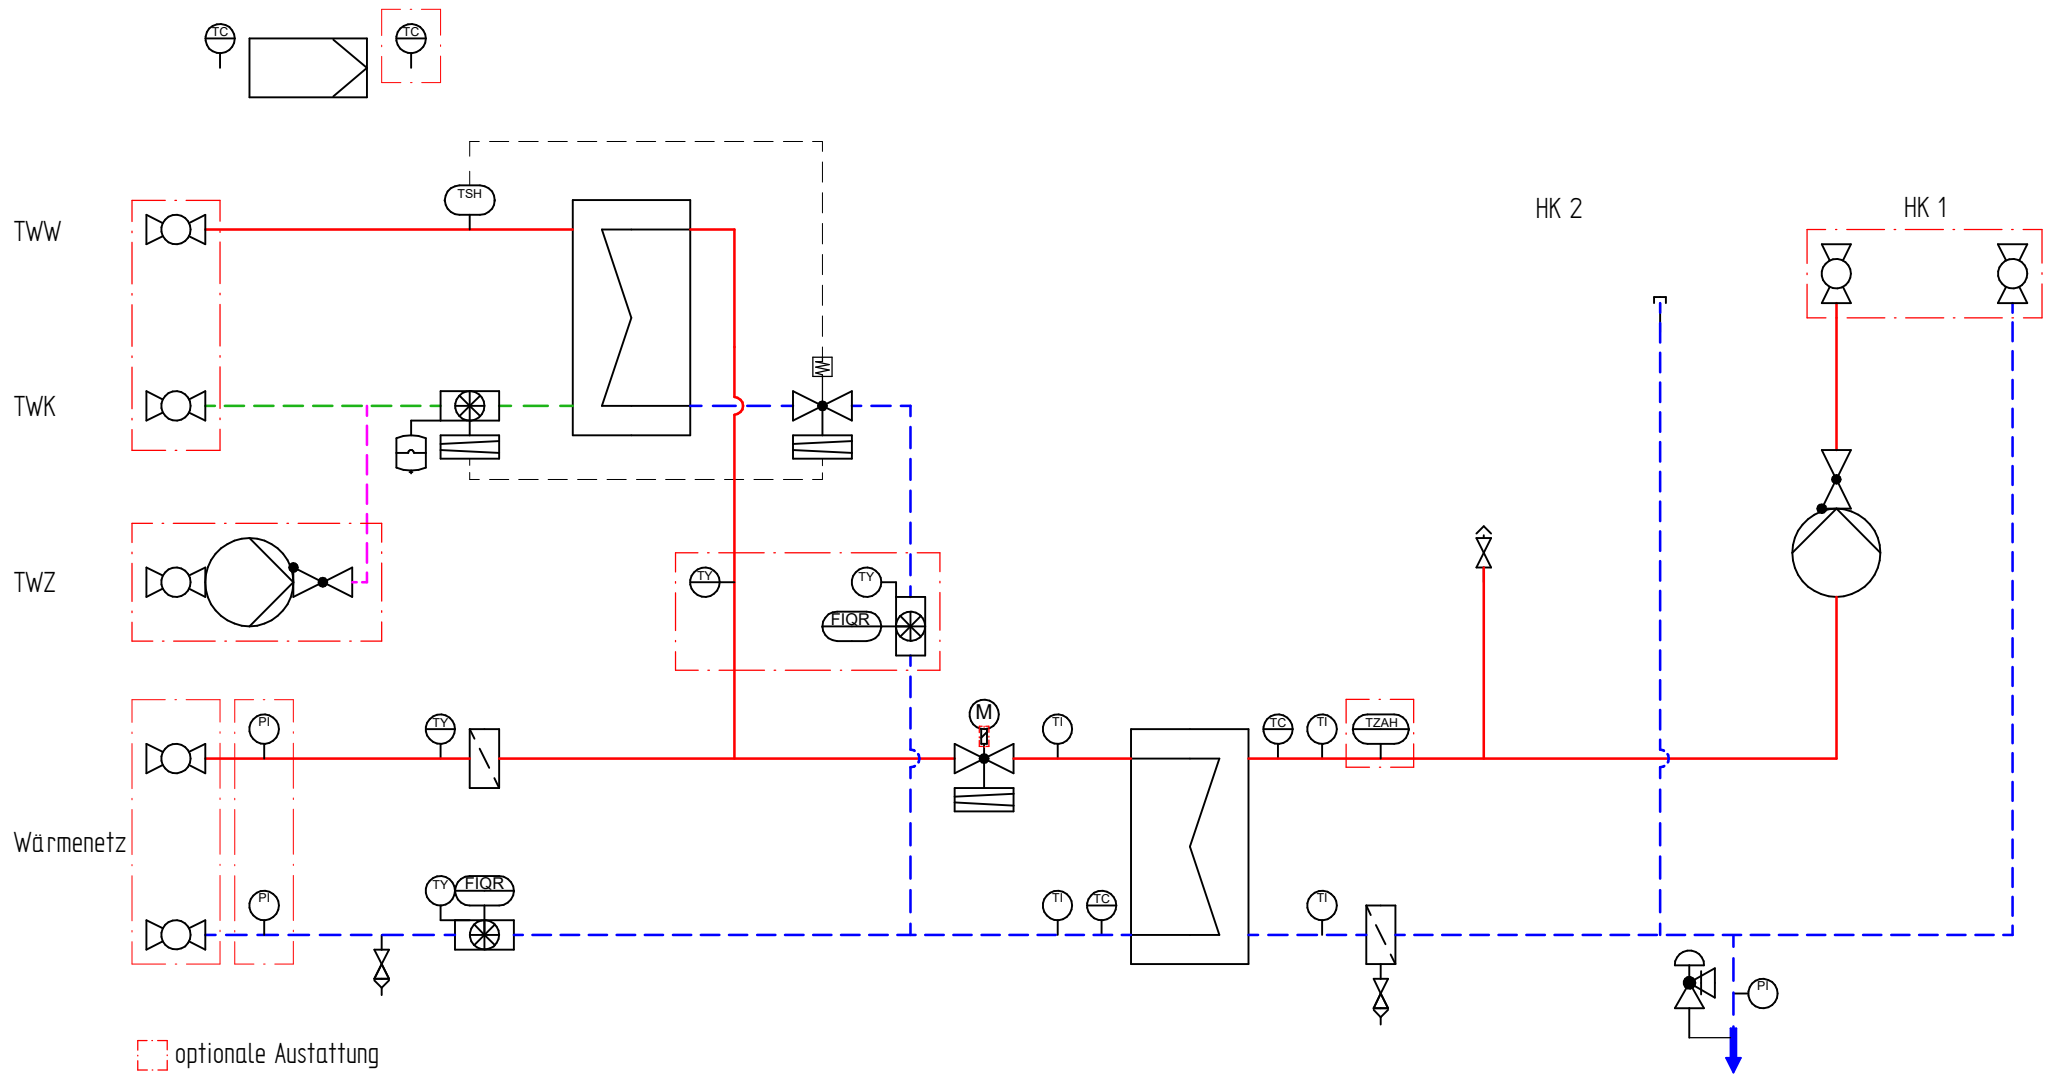 TC
TC
TSH
TWW
HK 2
HK 1
TWK
TWZ
TY
TY
FIQR
PI
TY
M
TI
TC
TI
TZAH
Wärmenetz
PI
TY
FIQR
TI
TC
TI
PI
optionale Austattung